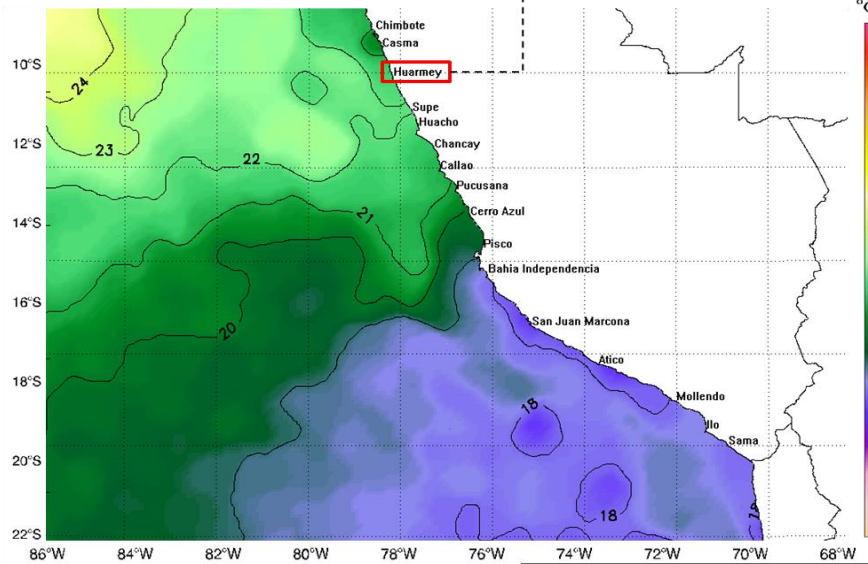 °C
Chimbote
Casma
10°S
Huarmey
24
Supe
Huacho
12°S
Chancay
23
22
Callao
Pucusana
21
Cerro Azul
14°S
Pisco
Bahia Independencia
16°S
San Juan Marcona
20
Atico
18°S
Mollendo
18
Ilo
Sama
20°S
18
22°S
86°W
84°W
82°W
80°W
78°W
76°W
74°W
72°W
70°W
68°W